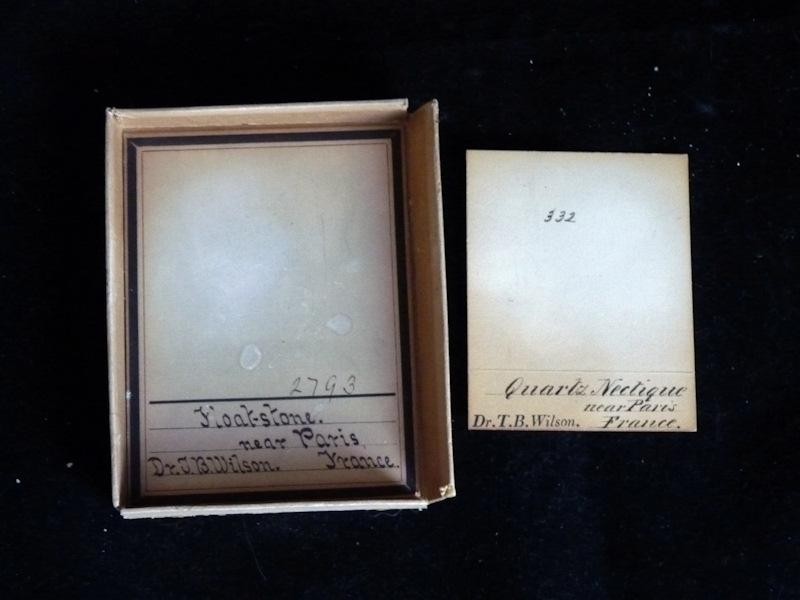 2793
Float-stone.
near Paris
Dr. T. B. Wilson. France.
332
Quartz Nectique
near Paris
Dr. T. B. Wilson. France.